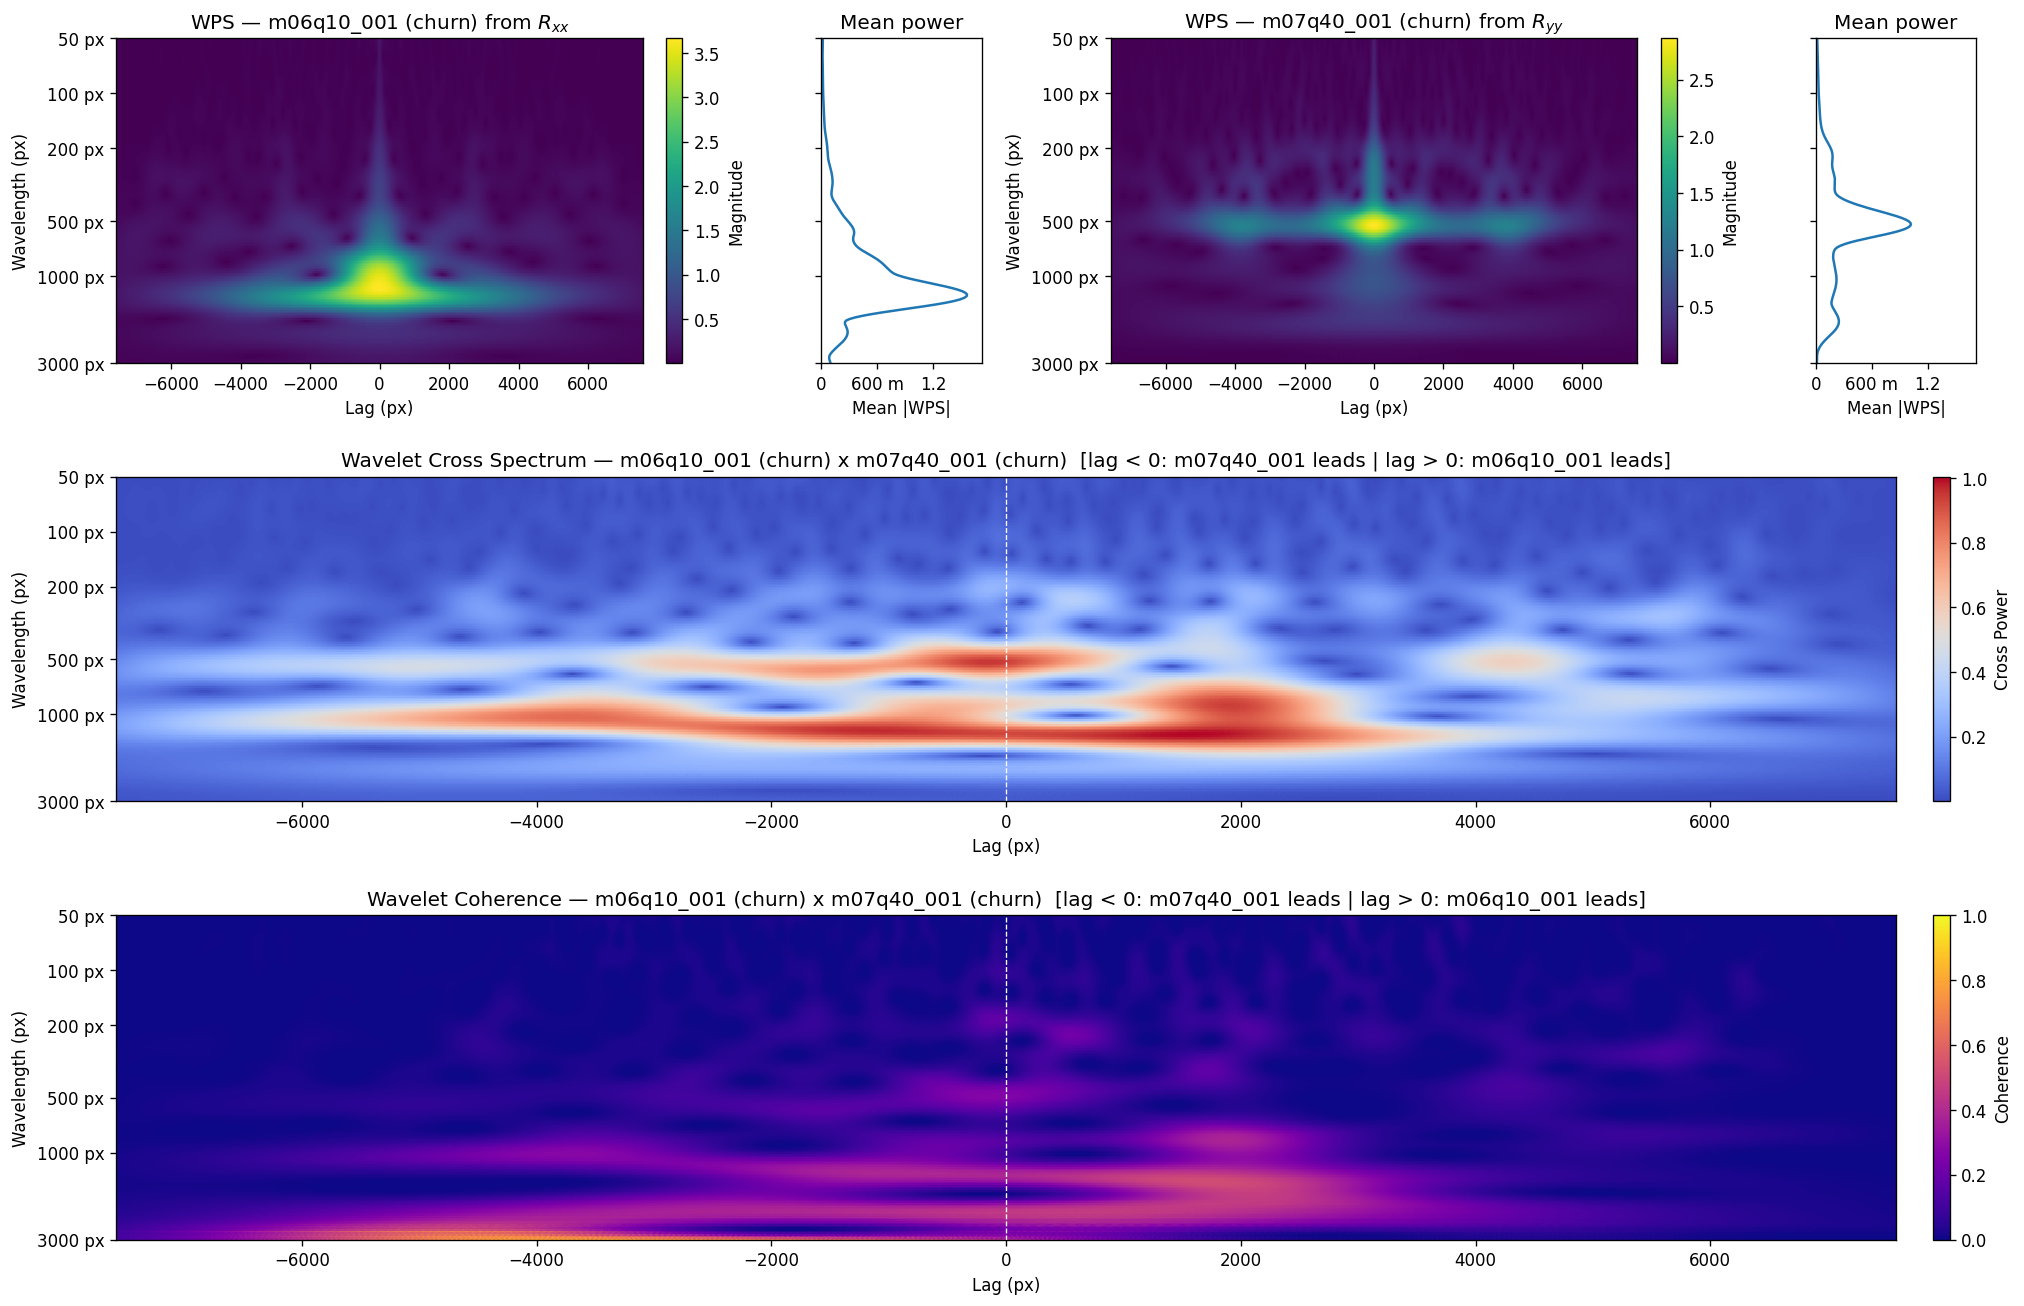 WPS — m06q10_001 (churn) from Rxx
Mean power
WPS — m07q40_001 (churn) from Ryy
Mean power
50 px
100 px
200 px
500 px
1000 px
3000 px
Wavelength (px)
−6000 −4000 −2000 0 2000 4000 6000
Lag (px)
3.5
3.0
2.5
2.0
1.5
1.0
0.5
Magnitude
0 600 m 1.2
Mean |WPS|
50 px
100 px
200 px
500 px
1000 px
3000 px
Wavelength (px)
−6000 −4000 −2000 0 2000 4000 6000
Lag (px)
2.5
2.0
1.5
1.0
0.5
Magnitude
0 600 m 1.2
Mean |WPS|
Wavelet Cross Spectrum — m06q10_001 (churn) x m07q40_001 (churn) [lag < 0: m07q40_001 leads | lag > 0: m06q10_001 leads]
50 px
100 px
200 px
500 px
1000 px
3000 px
Wavelength (px)
−6000 −4000 −2000 0 2000 4000 6000
Lag (px)
1.0
0.8
0.6
0.4
0.2
Cross Power
Wavelet Coherence — m06q10_001 (churn) x m07q40_001 (churn) [lag < 0: m07q40_001 leads | lag > 0: m06q10_001 leads]
50 px
100 px
200 px
500 px
1000 px
3000 px
Wavelength (px)
−6000 −4000 −2000 0 2000 4000 6000
Lag (px)
1.0
0.8
0.6
0.4
0.2
0.0
Coherence